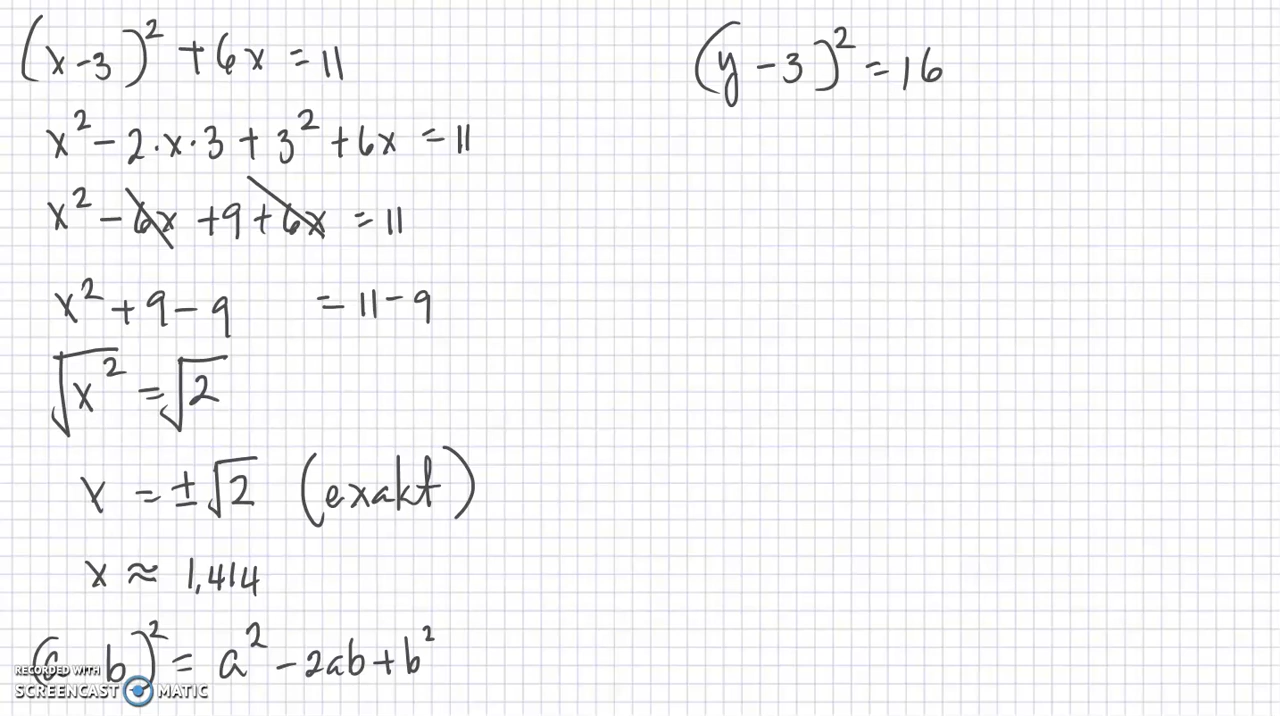 (x-3)² + 6x = 11
x² - 2·x·3 + 3² + 6x = 11
x² - 6x + 9 + 6x = 11
x² + 9 - 9 = 11 - 9
√x² = √2
x = ±√2 (exakt)
x ≈ 1,414
(a - b)² = a² - 2ab + b²
RECORDED WITH
SCREENCAST MATIC
(y - 3)² = 16